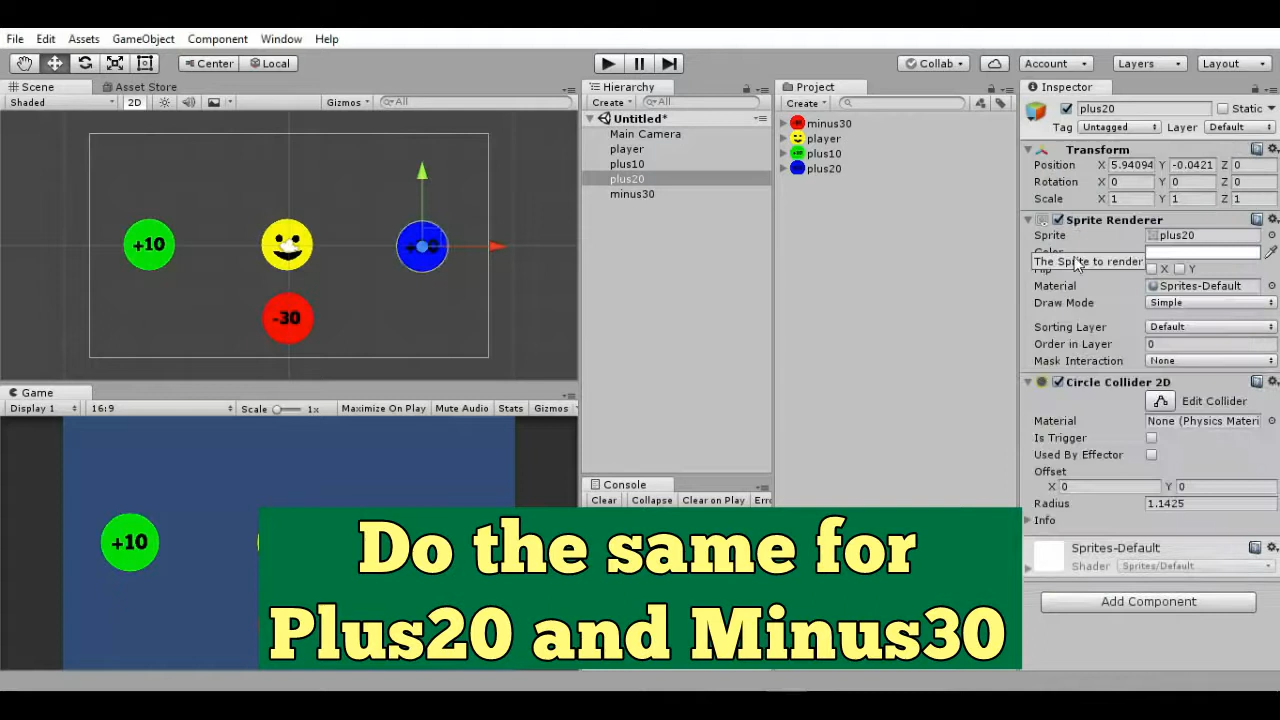 File Edit Assets GameObject Component Window Help
Center Local Collab Account Layers Layout
Scene Asset Store
Shaded 2D Gizmos All
+10
-30
Game
Display 1 16:9 Scale 1x Maximize On Play Mute Audio Stats Gizmos
+10
Hierarchy
Create All
Untitled*
Main Camera
player
plus10
plus20
minus30
Console
Clear Collapse Clear on Play
Project
Create
minus30
player
plus10
plus20
Inspector
plus20 Static
Tag Untagged Layer Default
Transform
Position X 5.94094 Y -0.0421 Z 0
Rotation X 0 Y 0 Z 0
Scale X 1 Y 1 Z 1
Sprite Renderer
Sprite plus20
The Sprite to render
X Y
Material Sprites-Default
Draw Mode Simple
Sorting Layer Default
Order in Layer 0
Mask Interaction None
Circle Collider 2D
Edit Collider
Material None (Physics Materi
Is Trigger
Used By Effector
Offset
X 0 Y 0
Radius 1.1425
Info
Sprites-Default
Shader Sprites/Default
Add Component
Do the same for
Plus20 and Minus30